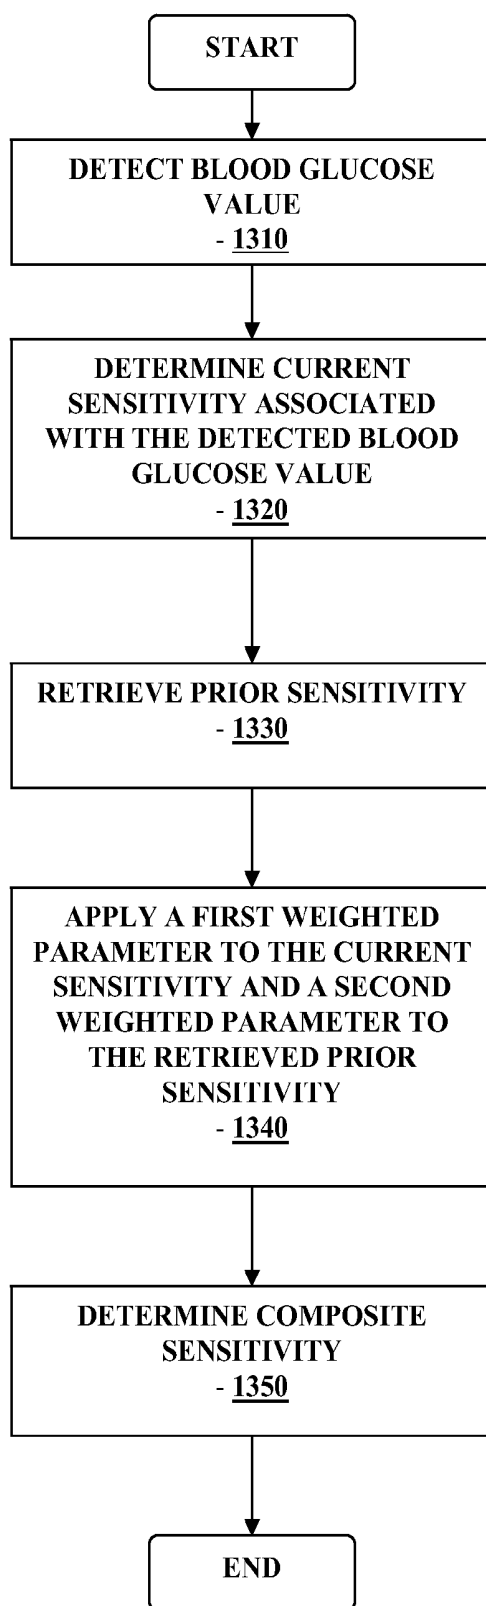 START
DETECT BLOOD GLUCOSE
VALUE
- 1310
DETERMINE CURRENT
SENSITIVITY ASSOCIATED
WITH THE DETECTED BLOOD
GLUCOSE VALUE
- 1320
RETRIEVE PRIOR SENSITIVITY
- 1330
APPLY A FIRST WEIGHTED
PARAMETER TO THE CURRENT
SENSITIVITY AND A SECOND
WEIGHTED PARAMETER TO
THE RETRIEVED PRIOR
SENSITIVITY
- 1340
DETERMINE COMPOSITE
SENSITIVITY
- 1350
END